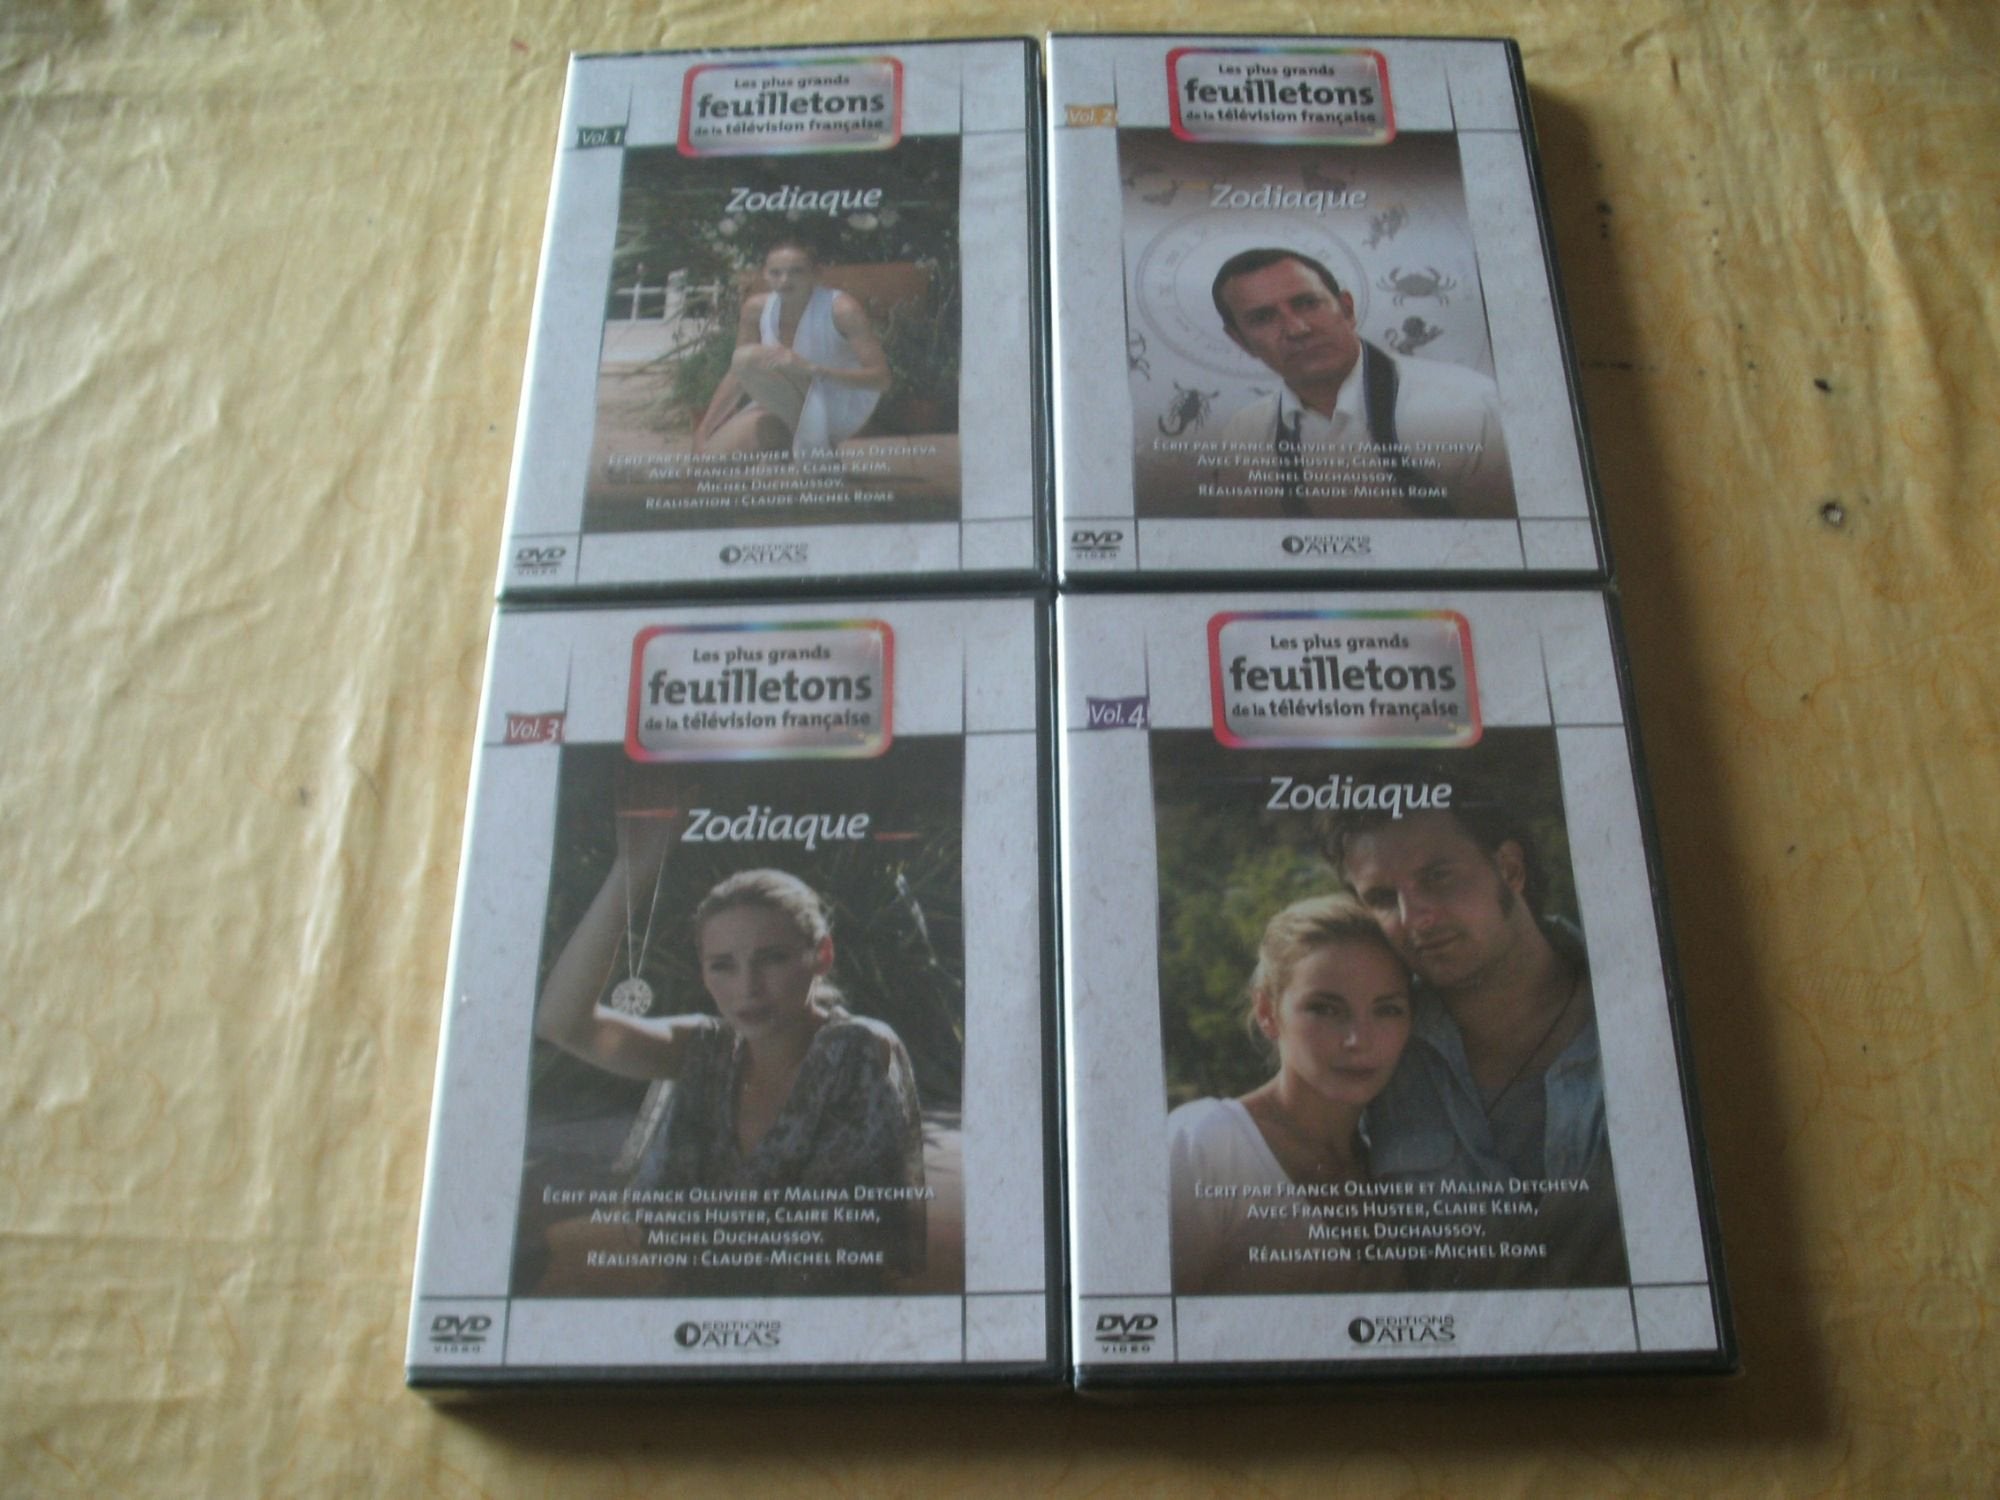 Les plus grands
feuilletons
de la télévision française
Vol. 1
Zodiaque
Écrit par Franck Ollivier et Malina Detcheva
Avec Francis Huster, Claire Keim,
Michel Duchaussoy.
Réalisation : Claude-Michel Rome
DVD
VIDEO
EDITIONS
ATLAS
Les plus grands
feuilletons
de la télévision française
Vol. 2
Zodiaque
Écrit par Franck Ollivier et Malina Detcheva
Avec Francis Huster, Claire Keim,
Michel Duchaussoy.
Réalisation : Claude-Michel Rome
DVD
VIDEO
EDITIONS
ATLAS
Les plus grands
feuilletons
de la télévision française
Vol. 3
Zodiaque
Écrit par Franck Ollivier et Malina Detcheva
Avec Francis Huster, Claire Keim,
Michel Duchaussoy.
Réalisation : Claude-Michel Rome
DVD
VIDEO
EDITIONS
ATLAS
Les plus grands
feuilletons
de la télévision française
Vol. 4
Zodiaque
Écrit par Franck Ollivier et Malina Detcheva
Avec Francis Huster, Claire Keim,
Michel Duchaussoy.
Réalisation : Claude-Michel Rome
DVD
VIDEO
EDITIONS
ATLAS